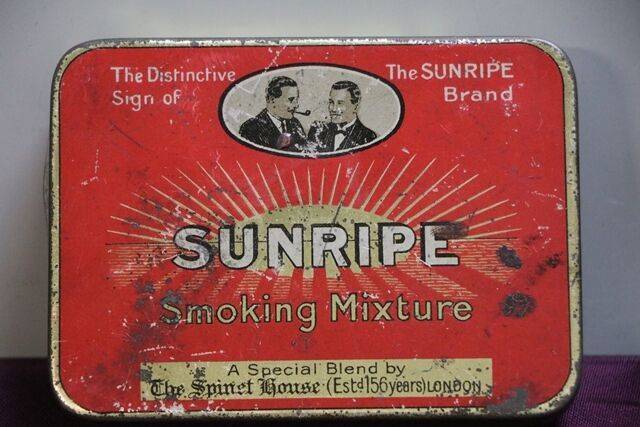 The Distinctive
Sign of
The SUNRIPE
Brand
SUNRIPE
Smoking Mixture
A Special Blend by
The Spinet House (Estd 156 years) LONDON